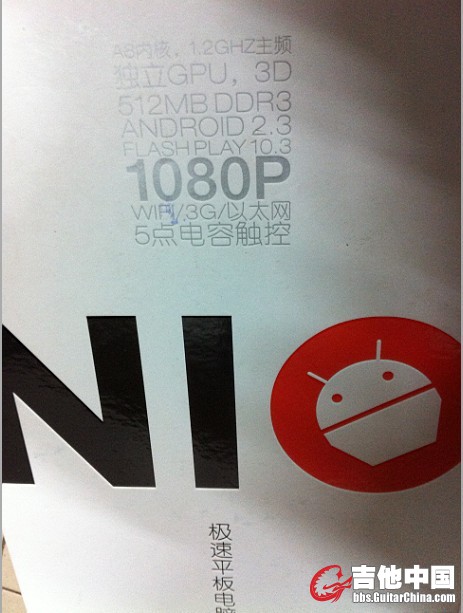 A8内核，1.2GHZ主频
独立GPU，3D
512MB DDR3
ANDROID 2.3
FLASH PLAY 10.3
1080P
WIFI/3G/以太网
5点电容触控
NI
极速平板电脑
吉他中国
bbs.GuitarChina.com